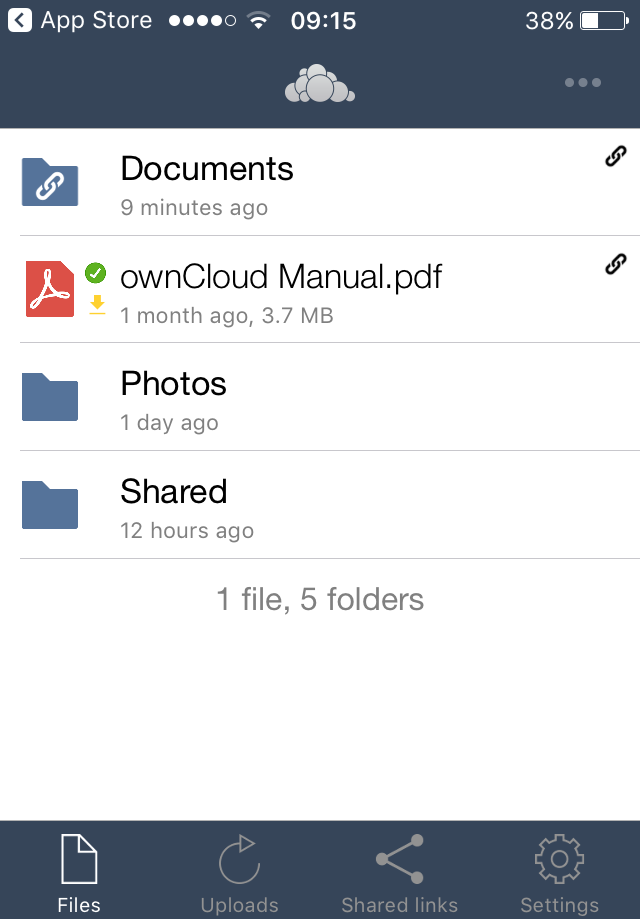 App Store 09:15 38%
Documents
9 minutes ago
ownCloud Manual.pdf
1 month ago, 3.7 MB
Photos
1 day ago
Shared
12 hours ago
1 file, 5 folders
Files Uploads Shared links Settings